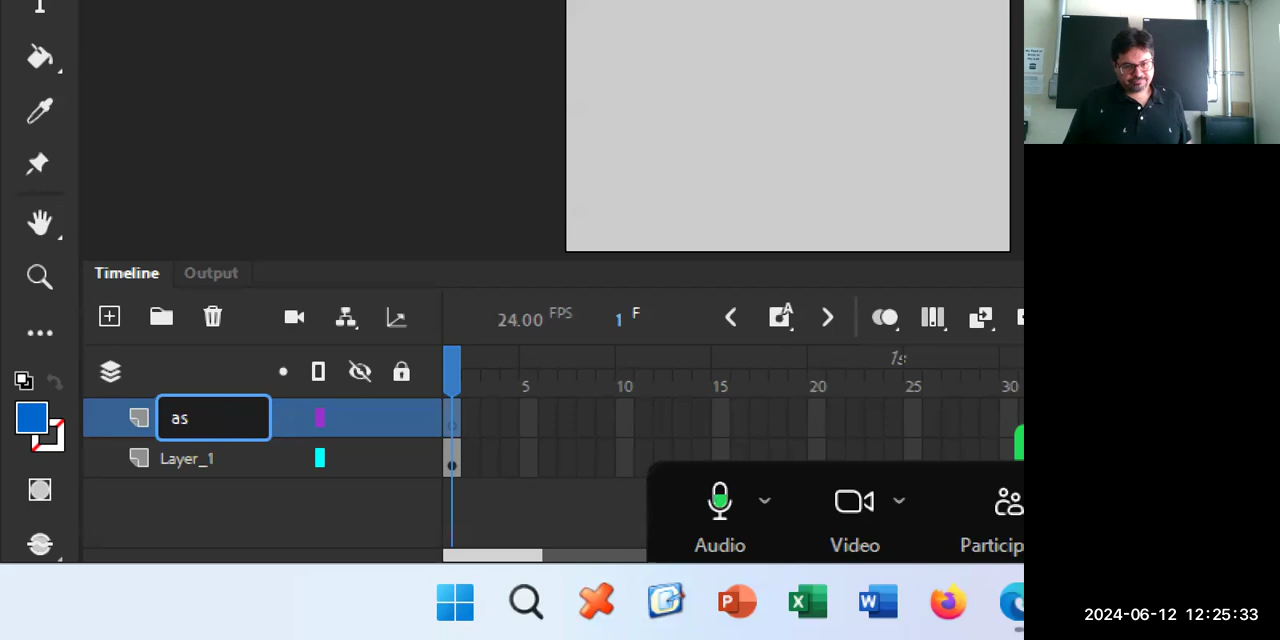 Timeline
Output
24.00 FPS
1 F
1s
5 10 15 20 25 30
as
Layer_1
Audio
Video
Particip
2024-06-12 12:25:33